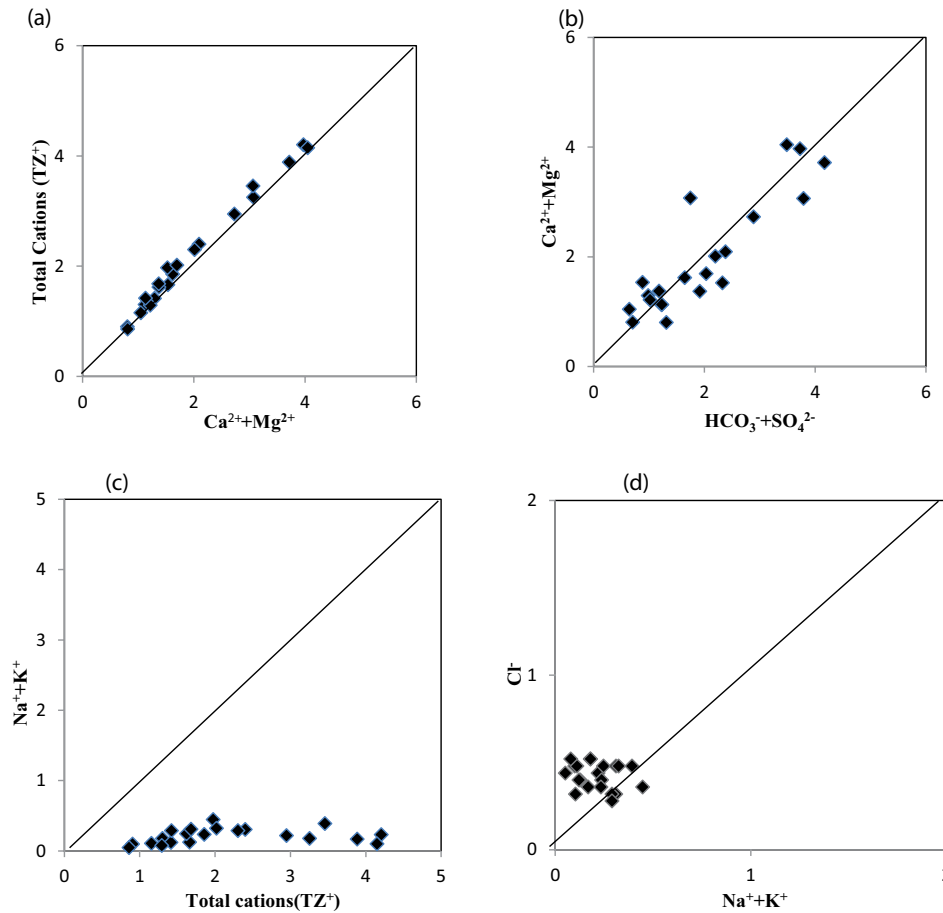 (a)
6
4
2
0
0 2 4 6
Total Cations (TZ⁺)
Ca²⁺+Mg²⁺
(b)
6
4
2
0
0 2 4 6
Ca²⁺+Mg²⁺
HCO₃⁻+SO₄²⁻
(c)
5
4
3
2
1
0
0 1 2 3 4 5
Na⁺+K⁺
Total cations(TZ⁺)
(d)
2
1
0
0 1
Cl⁻
Na⁺+K⁺